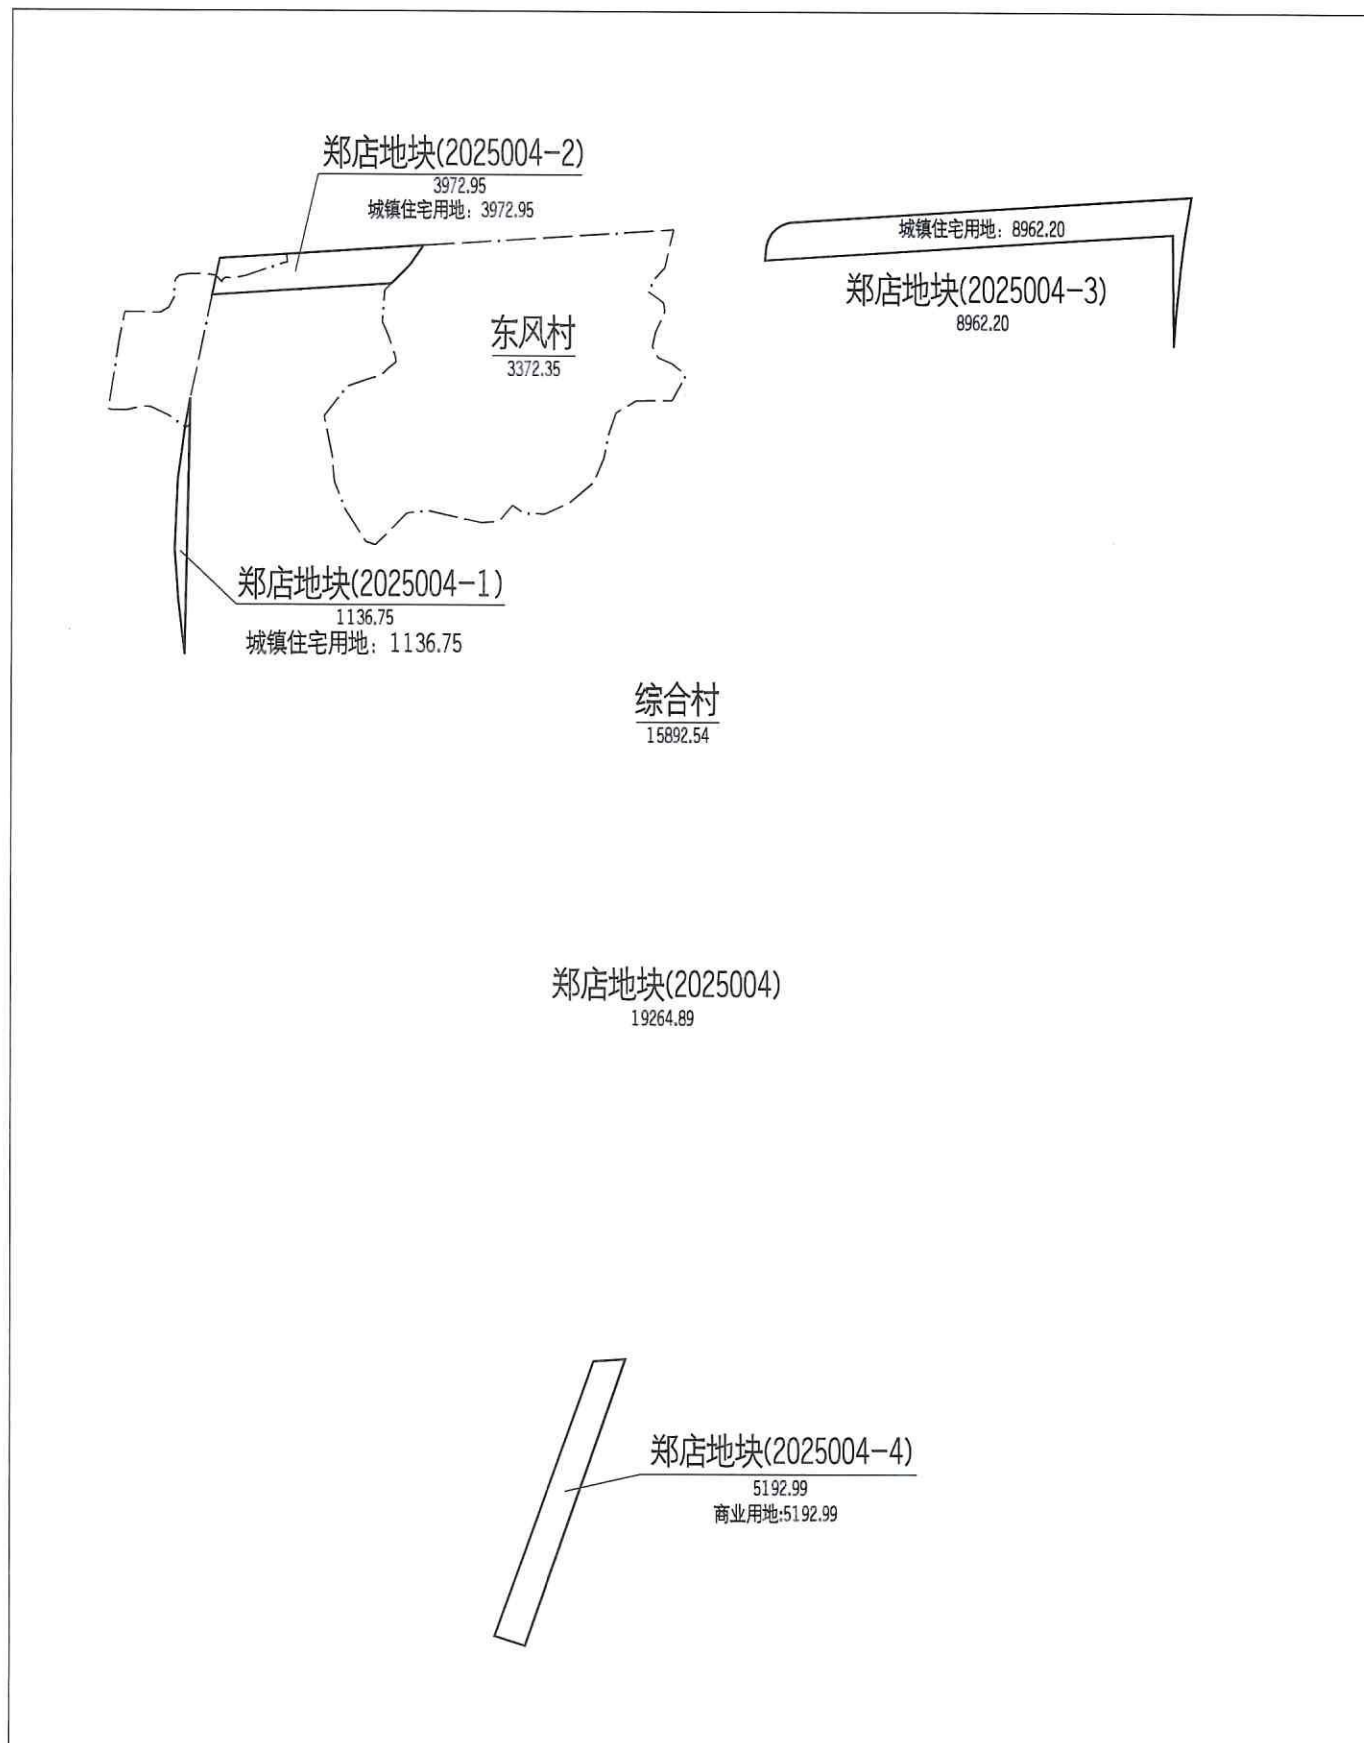 郑店地块(2025004-2)
3972.95
城镇住宅用地：3972.95
城镇住宅用地：8962.20
郑店地块(2025004-3)
8962.20
东风村
3372.35
郑店地块(2025004-1)
1136.75
城镇住宅用地：1136.75
综合村
15892.54
郑店地块(2025004)
19264.89
郑店地块(2025004-4)
5192.99
商业用地:5192.99